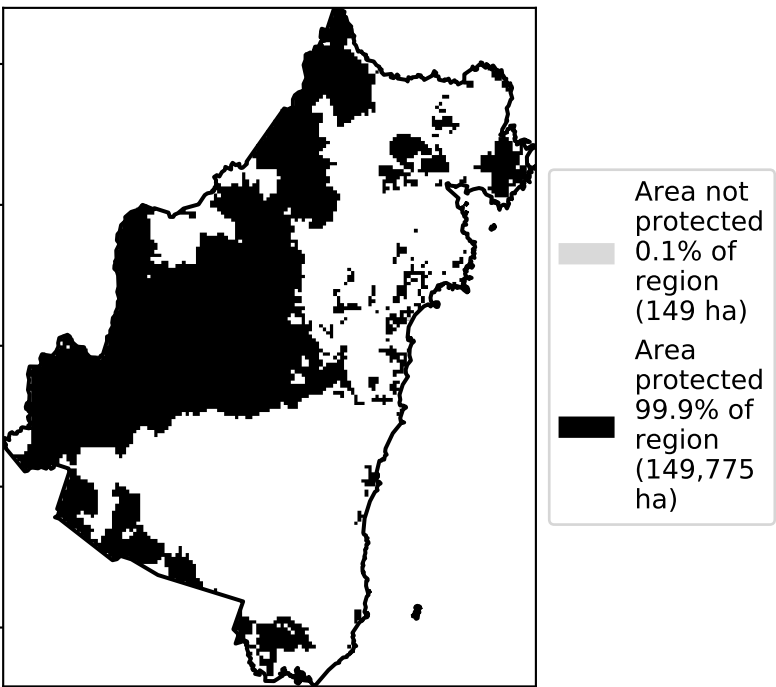 Area not
protected
0.1% of
region
(149 ha)
Area
protected
99.9% of
region
(149,775
ha)